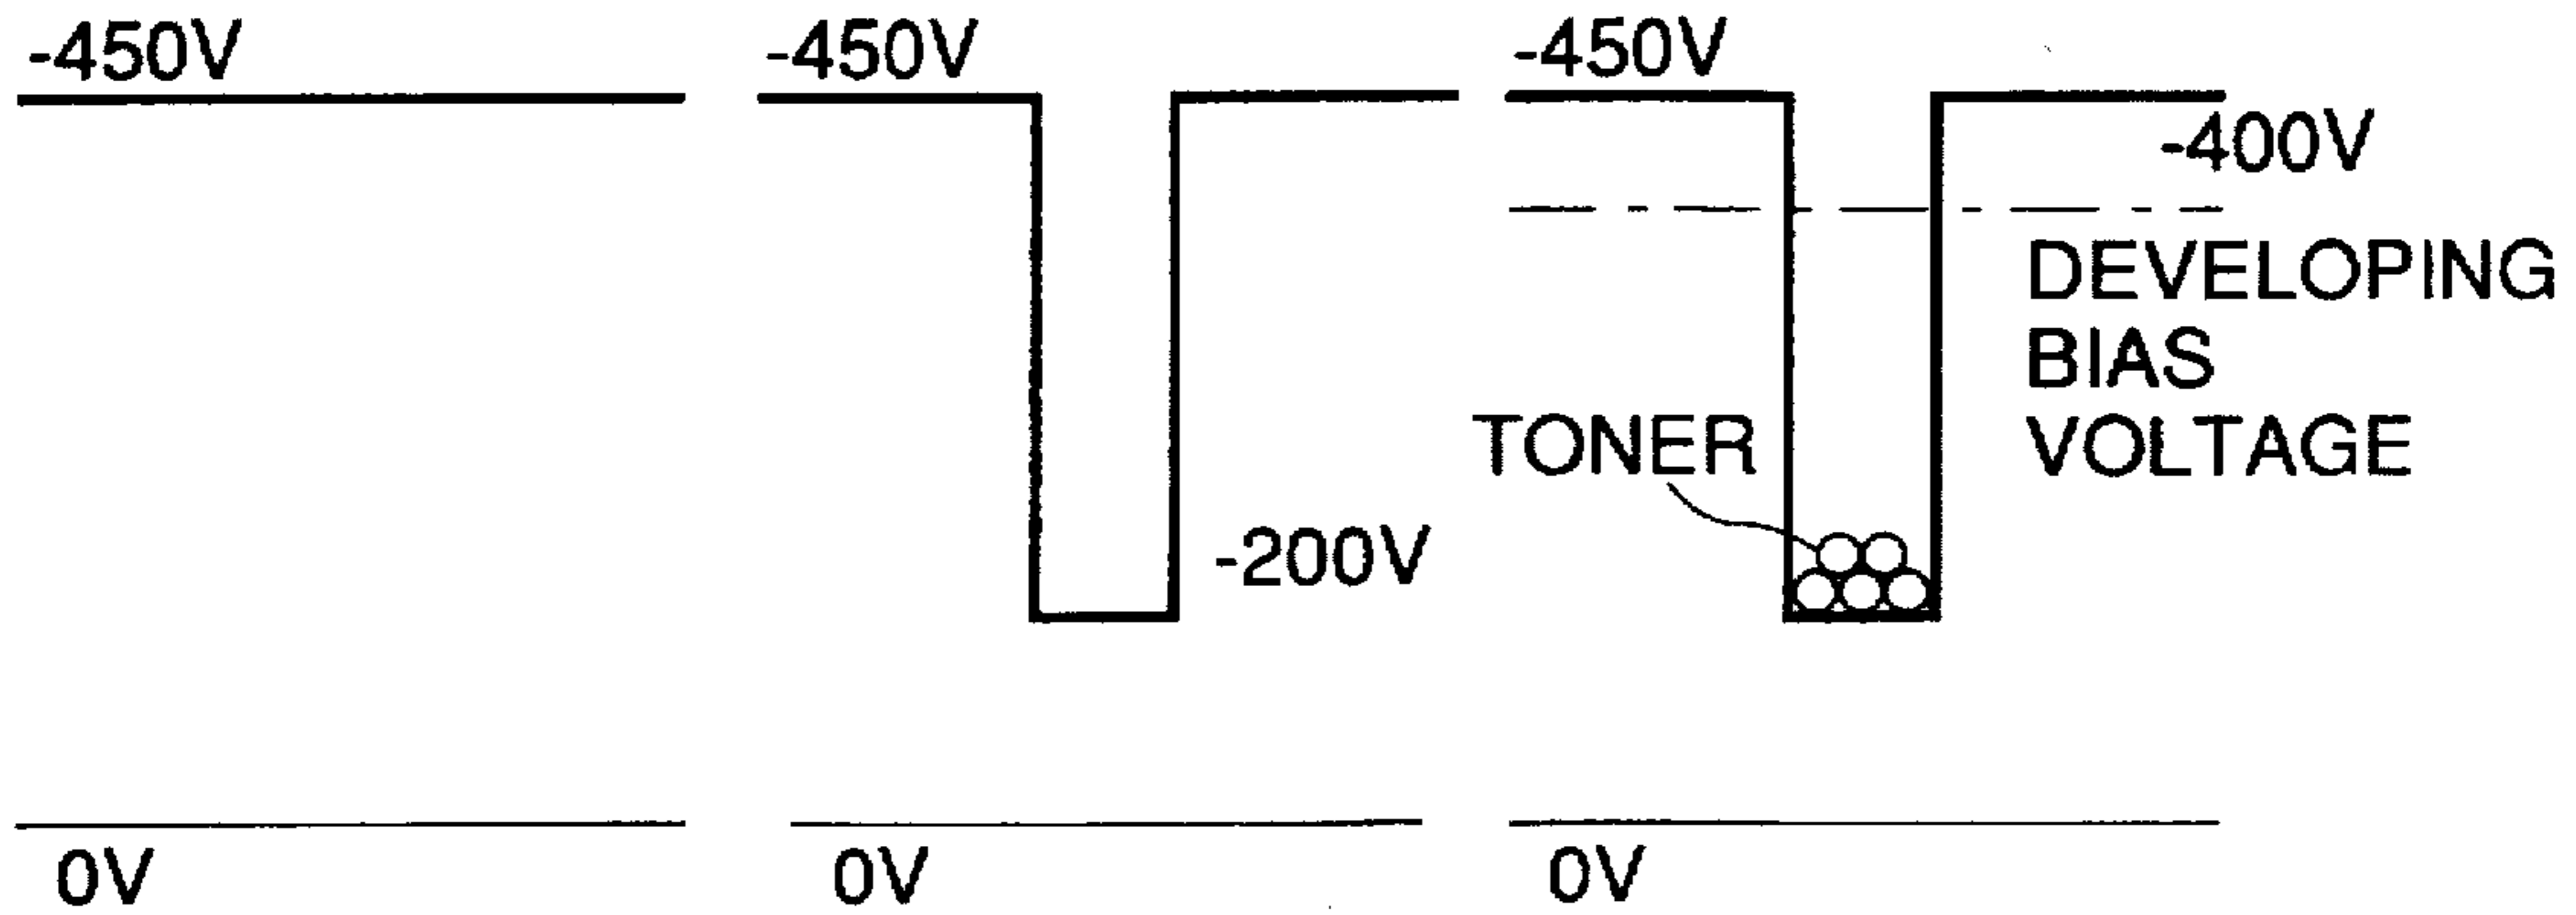 -450V
0V
-450V
-200V
0V
-450V
-400V
DEVELOPING
BIAS
VOLTAGE
TONER
0V